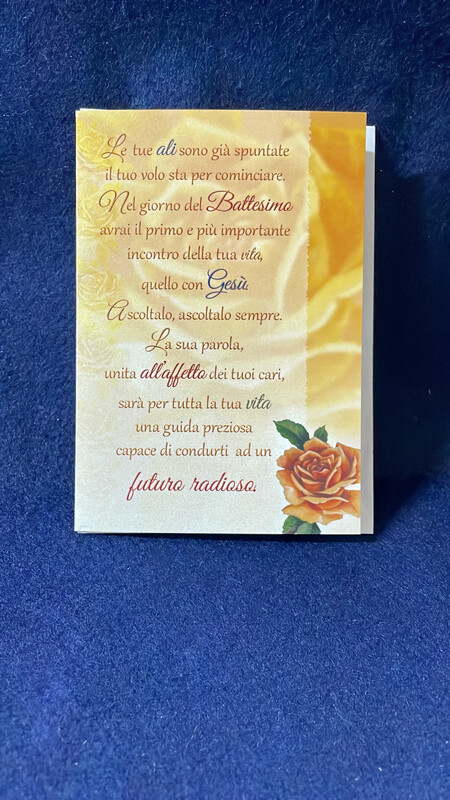 Le tue ali sono già spuntate
il tuo volo sta per cominciare.
Nel giorno del Battesimo
avrai il primo e più importante
incontro della tua vita,
quello con Gesù.
Ascoltalo, ascoltalo sempre.
La sua parola,
unita all'affetto dei tuoi cari,
sarà per tutta la tua vita
una guida preziosa
capace di condurti ad un
futuro radioso.